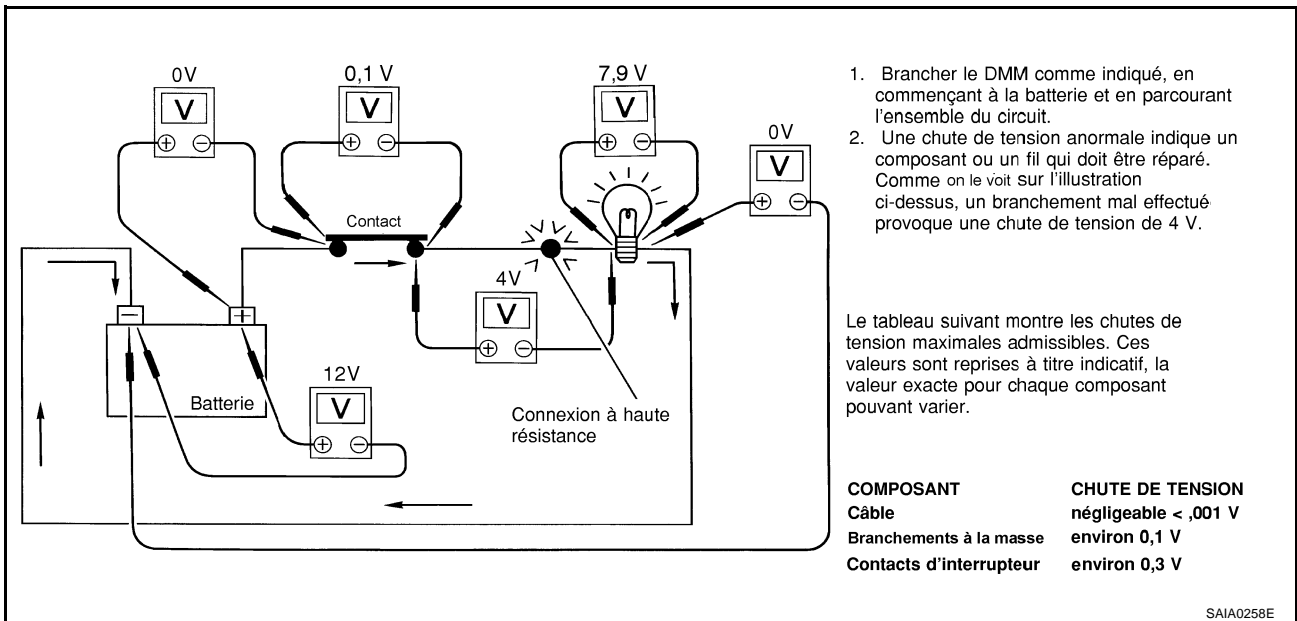 0V
0,1 V
7,9 V
V
V
V
0V
V
+ −
+ −
+ −
+ −
Contact
4V
V
+ −
− +
Batterie
12V
V
+ −
Connexion à haute
résistance
1. Brancher le DMM comme indiqué, en
commençant à la batterie et en parcourant
l'ensemble du circuit.
2. Une chute de tension anormale indique un
composant ou un fil qui doit être réparé.
Comme on le voit sur l'illustration
ci-dessus, un branchement mal effectué
provoque une chute de tension de 4 V.
Le tableau suivant montre les chutes de
tension maximales admissibles. Ces
valeurs sont reprises à titre indicatif, la
valeur exacte pour chaque composant
pouvant varier.
COMPOSANT CHUTE DE TENSION
Câble négligeable < ,001 V
Branchements à la masse environ 0,1 V
Contacts d'interrupteur environ 0,3 V
SAIA0258E